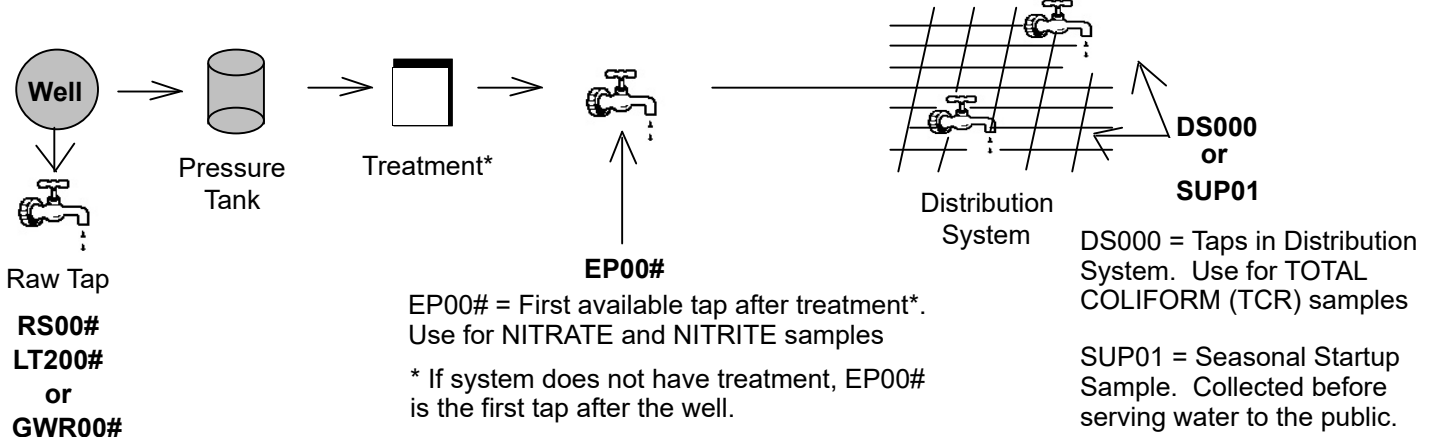 Well
Pressure
Tank
Treatment*
Raw Tap
RS00#
LT200#
or
GWR00#
EP00#
EP00# = First available tap after treatment*.
Use for NITRATE and NITRITE samples
* If system does not have treatment, EP00#
is the first tap after the well.
Distribution
System
DS000
or
SUP01
DS000 = Taps in Distribution
System. Use for TOTAL
COLIFORM (TCR) samples
SUP01 = Seasonal Startup
Sample. Collected before
serving water to the public.